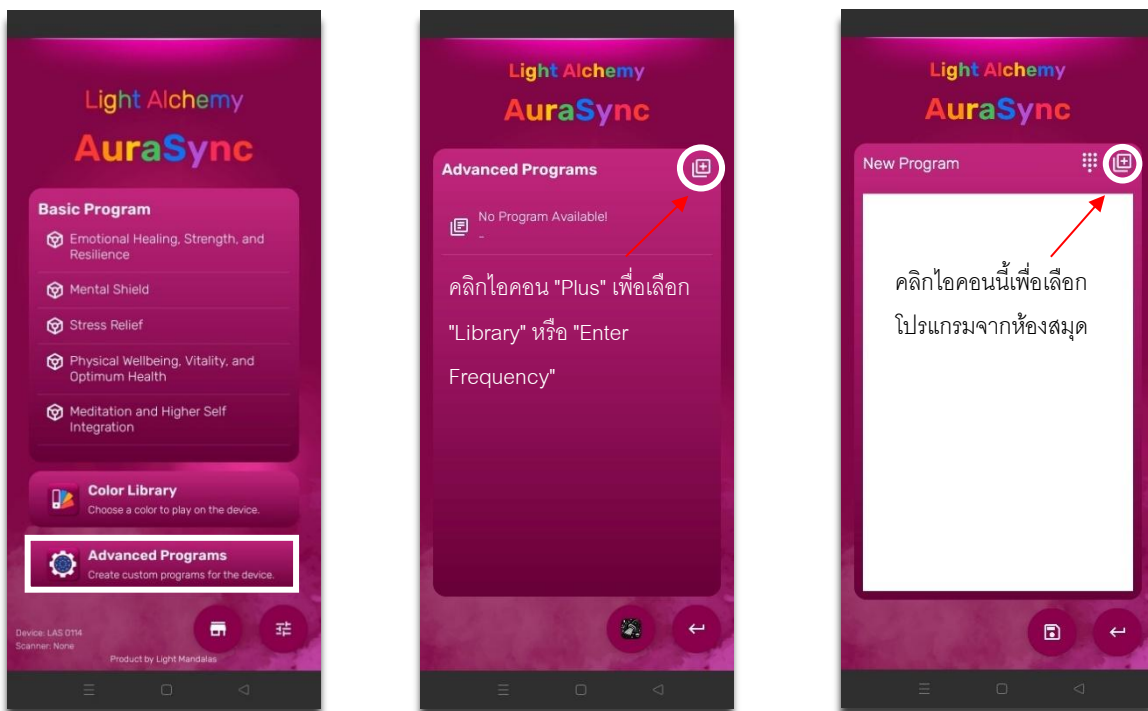 Light Alchemy
AuraSync
Basic Program
Emotional Healing, Strength, and
Resilience
Mental Shield
Stress Relief
Physical Wellbeing, Vitality, and
Optimum Health
Meditation and Higher Self
Integration
Color Library
Choose a color to play on the device.
Advanced Programs
Create custom programs for the device.
Device: LAS 0114
Scanner: None
Product by Light Mandalas
Light Alchemy
AuraSync
Advanced Programs
No Program Available!
-
คลิกไอคอน "Plus" เพื่อเลือก
"Library" หรือ "Enter
Frequency"
Light Alchemy
AuraSync
New Program
คลิกไอคอนนี้เพื่อเลือก
โปรแกรมจากห้องสมุด